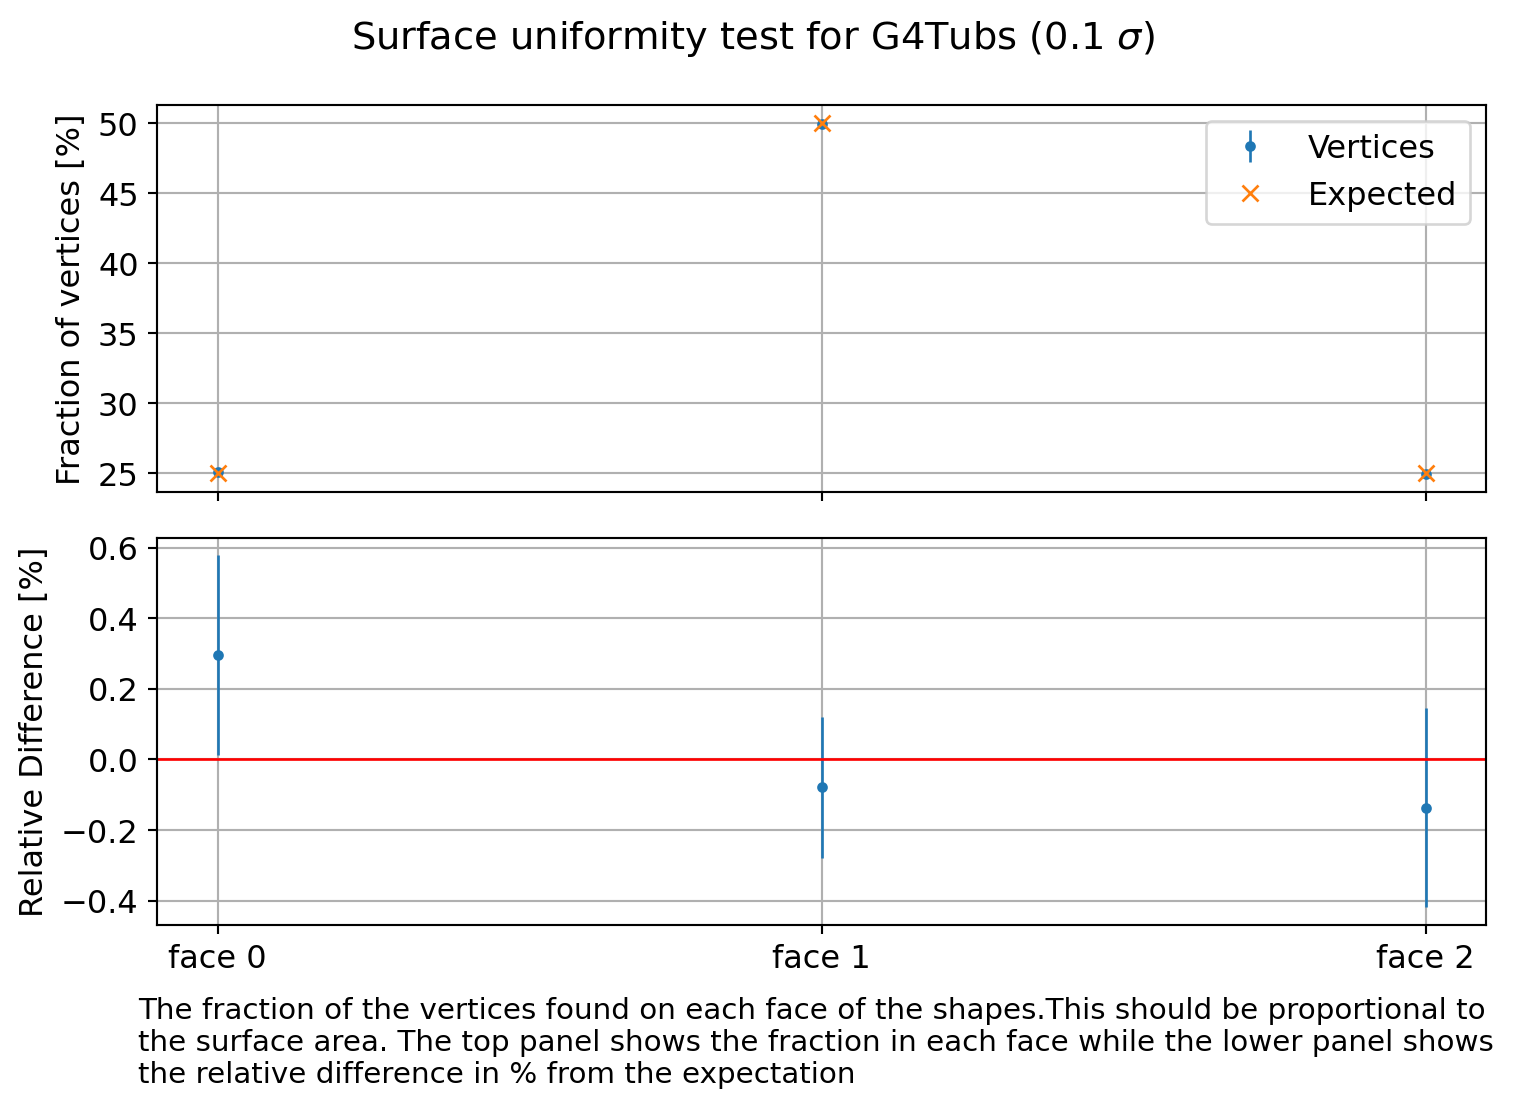 Surface uniformity test for G4Tubs (0.1 σ)
Fraction of vertices [%]
50
45
40
35
30
25
Vertices
Expected
Relative Difference [%]
0.6
0.4
0.2
0.0
−0.2
−0.4
face 0
face 1
face 2
The fraction of the vertices found on each face of the shapes.This should be proportional to
the surface area. The top panel shows the fraction in each face while the lower panel shows
the relative difference in % from the expectation